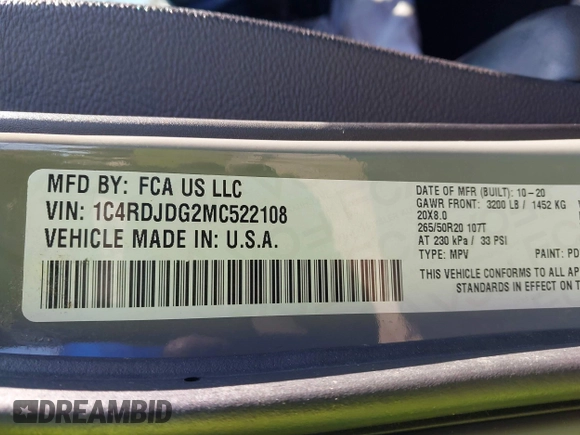 MFD BY: FCA US LLC
VIN: 1C4RDJDG2MC522108
VEHICLE MADE IN: U.S.A.
DATE OF MFR (BUILT): 10-20
GAWR FRONT: 3200 LB / 1452 KG
20X8.0
265/50R20 107T
AT 230 kPa / 33 PSI
TYPE: MPV PAINT: PD
THIS VEHICLE CONFORMS TO ALL AP
STANDARDS IN EFFECT ON T
DREAMBID